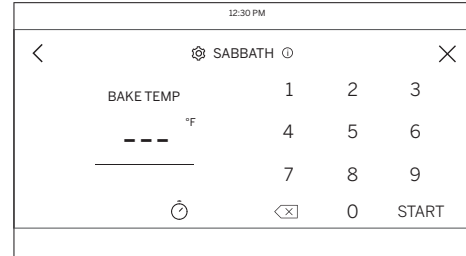 12:30 PM
SABBATH
BAKE TEMP
--- °F
1 2 3
4 5 6
7 8 9
0 START